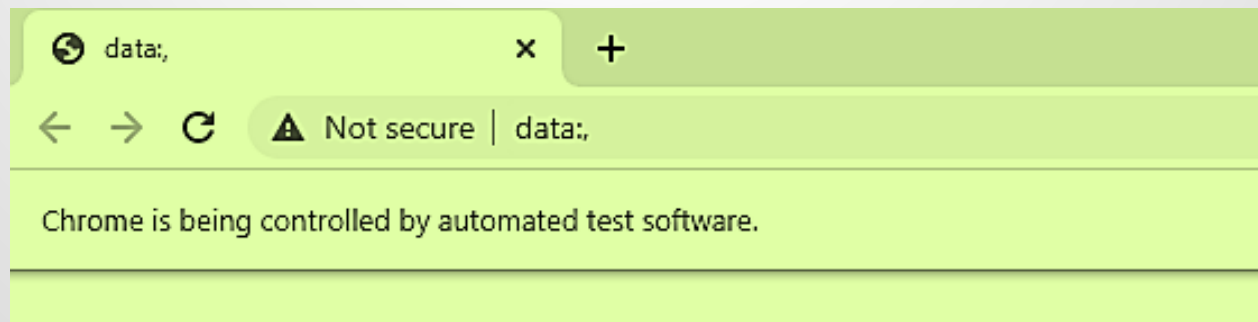 data:,
Not secure | data:,
Chrome is being controlled by automated test software.